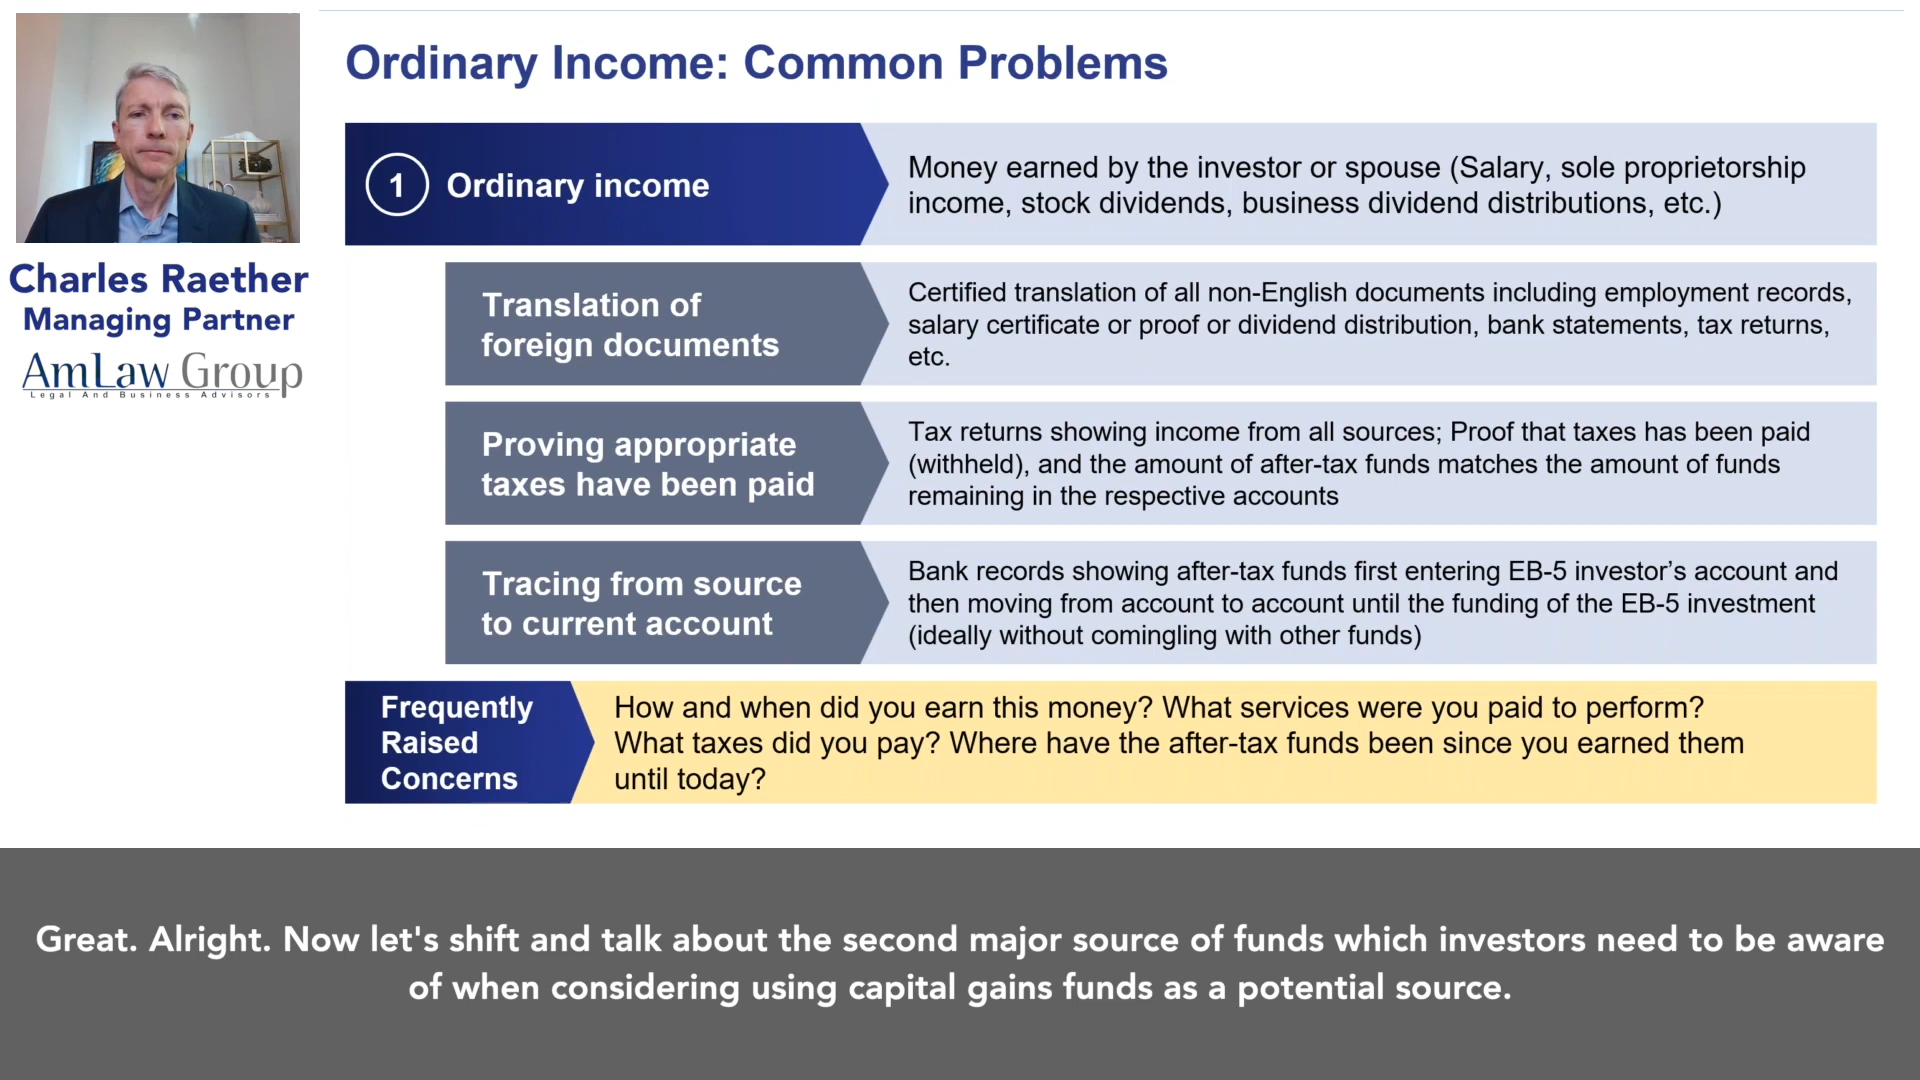 Ordinary Income: Common Problems
Charles Raether
Managing Partner
AmLaw Group
Legal And Business Advisors
1 Ordinary income
Money earned by the investor or spouse (Salary, sole proprietorship
income, stock dividends, business dividend distributions, etc.)
Translation of
foreign documents
Certified translation of all non-English documents including employment records,
salary certificate or proof or dividend distribution, bank statements, tax returns,
etc.
Proving appropriate
taxes have been paid
Tax returns showing income from all sources; Proof that taxes has been paid
(withheld), and the amount of after-tax funds matches the amount of funds
remaining in the respective accounts
Tracing from source
to current account
Bank records showing after-tax funds first entering EB-5 investor’s account and
then moving from account to account until the funding of the EB-5 investment
(ideally without comingling with other funds)
Frequently
Raised
Concerns
How and when did you earn this money? What services were you paid to perform?
What taxes did you pay? Where have the after-tax funds been since you earned them
until today?
Great. Alright. Now let's shift and talk about the second major source of funds which investors need to be aware
of when considering using capital gains funds as a potential source.